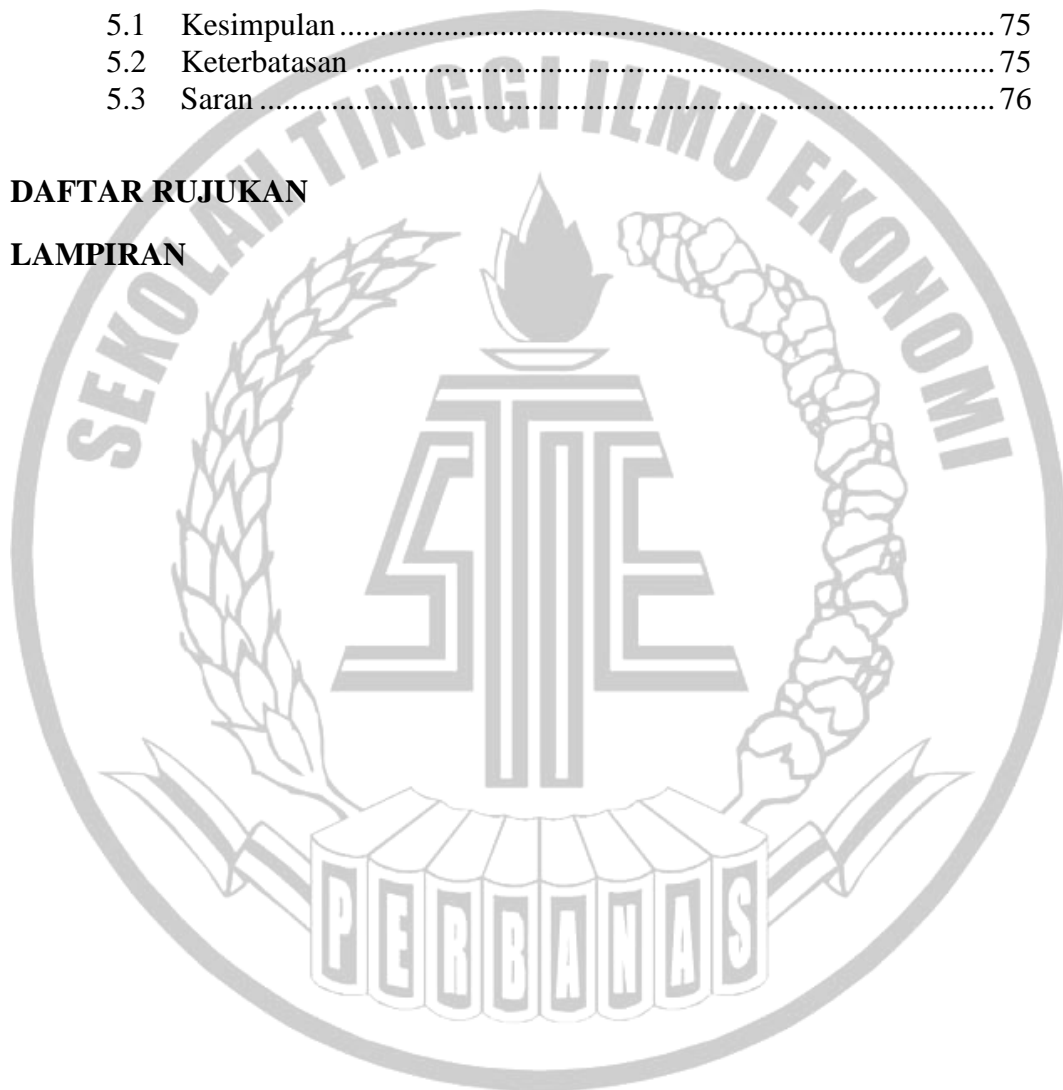 5.1 Kesimpulan ................................................................................. 75
5.2 Keterbatasan ............................................................................... 75
5.3 Saran ........................................................................................... 76
DAFTAR RUJUKAN
LAMPIRAN
SEKOLAH TINGGI ILMU EKONOMI
STIE
PERBANAS